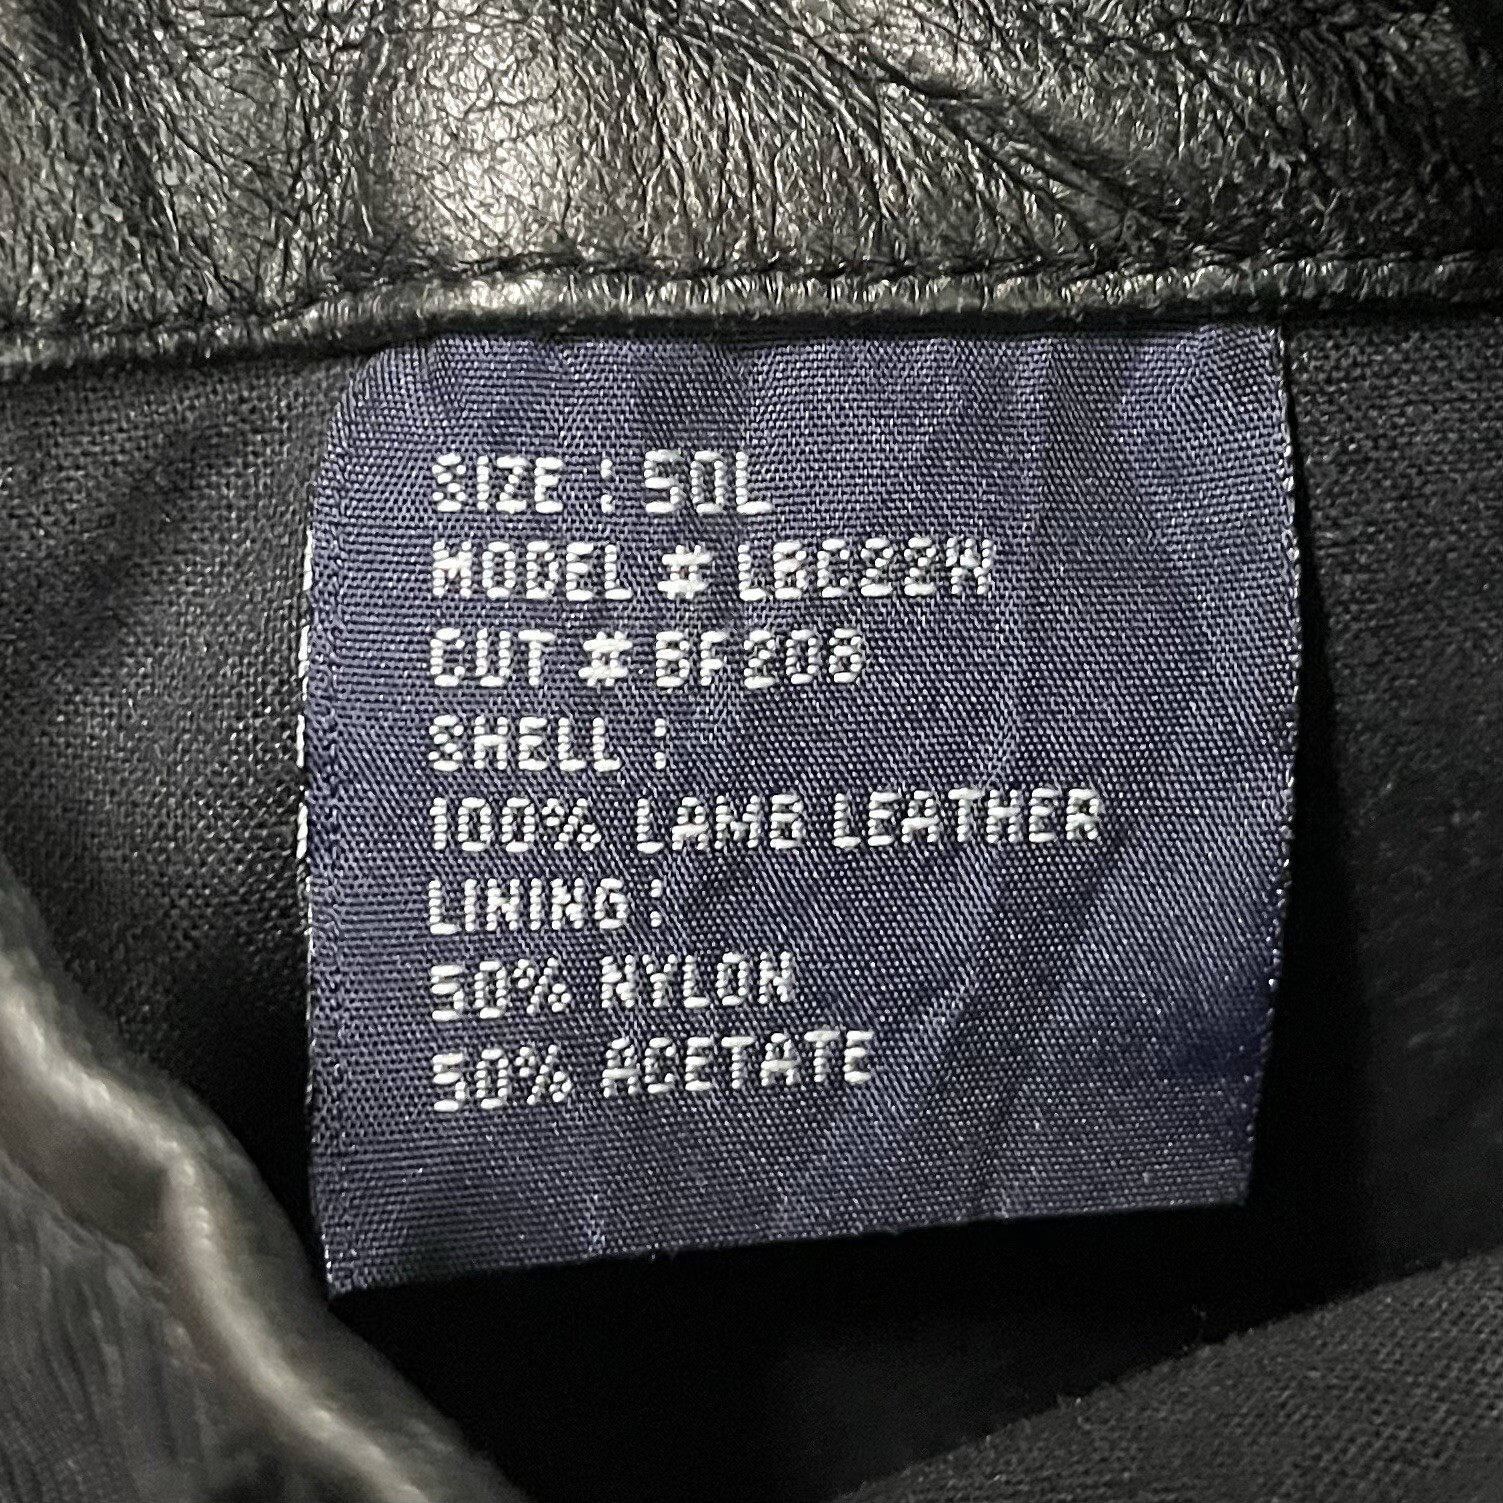 SIZE : 50L
MODEL # LBC22W
CUT # BF208
SHELL :
100% LAMB LEATHER
LINING :
50% NYLON
50% ACETATE